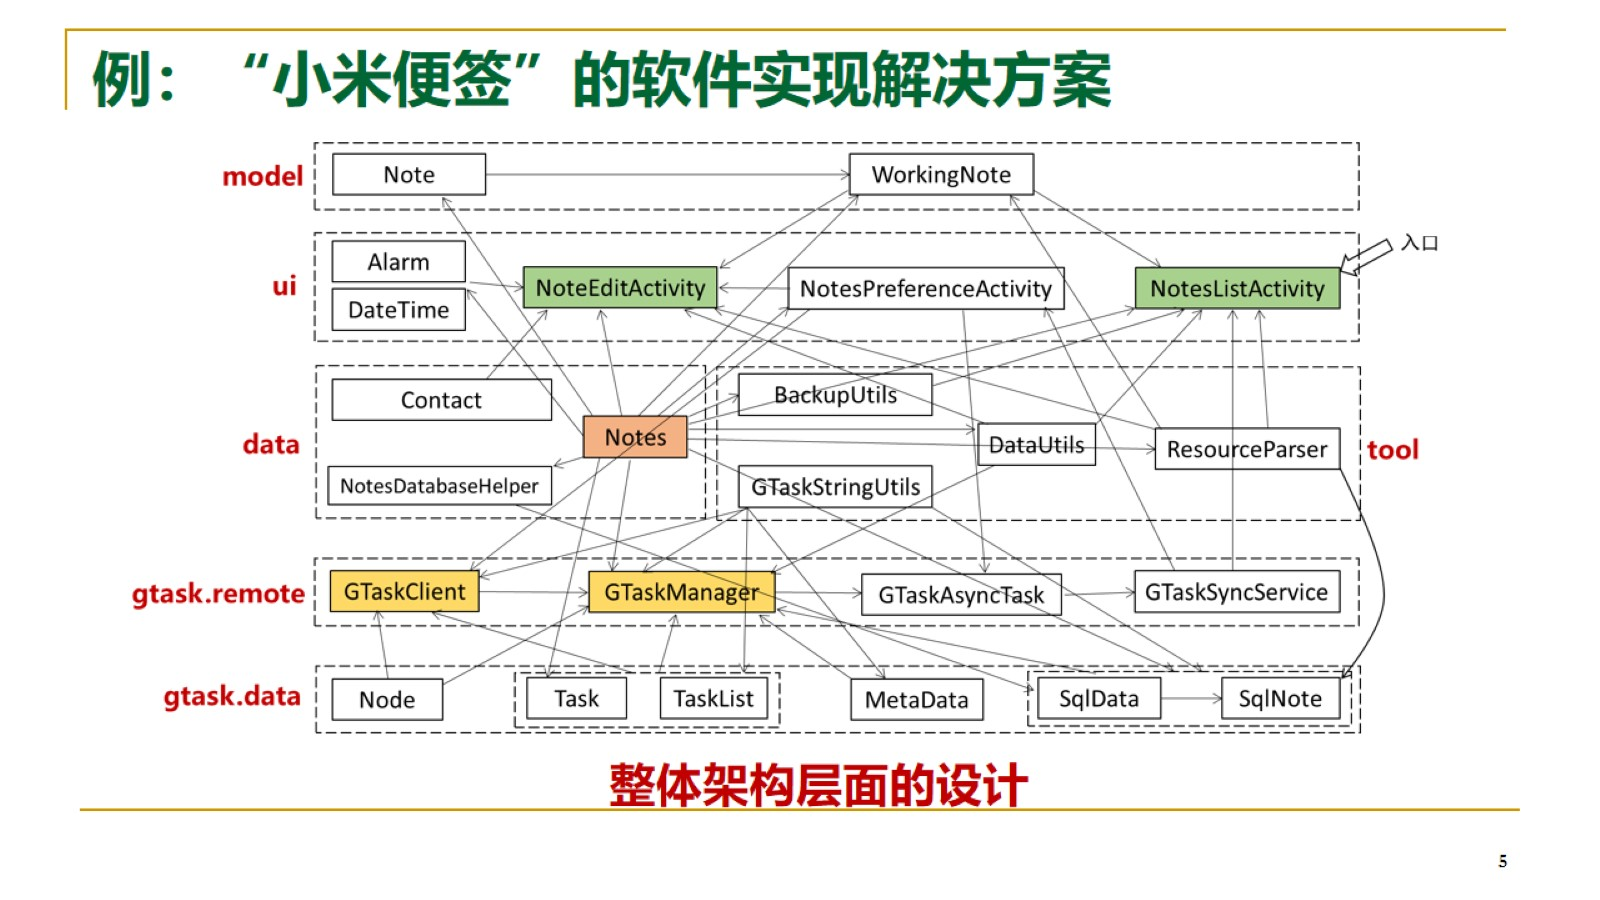 例：“小米便签”的软件实现解决方案
model
Note
WorkingNote
入口
ui
Alarm
DateTime
NoteEditActivity
NotesPreferenceActivity
NotesListActivity
data
Contact
Notes
NotesDatabaseHelper
BackupUtils
DataUtils
ResourceParser
GTaskStringUtils
tool
gtask.remote
GTaskClient
GTaskManager
GTaskAsyncTask
GTaskSyncService
gtask.data
Node
Task
TaskList
MetaData
SqlData
SqlNote
整体架构层面的设计
5